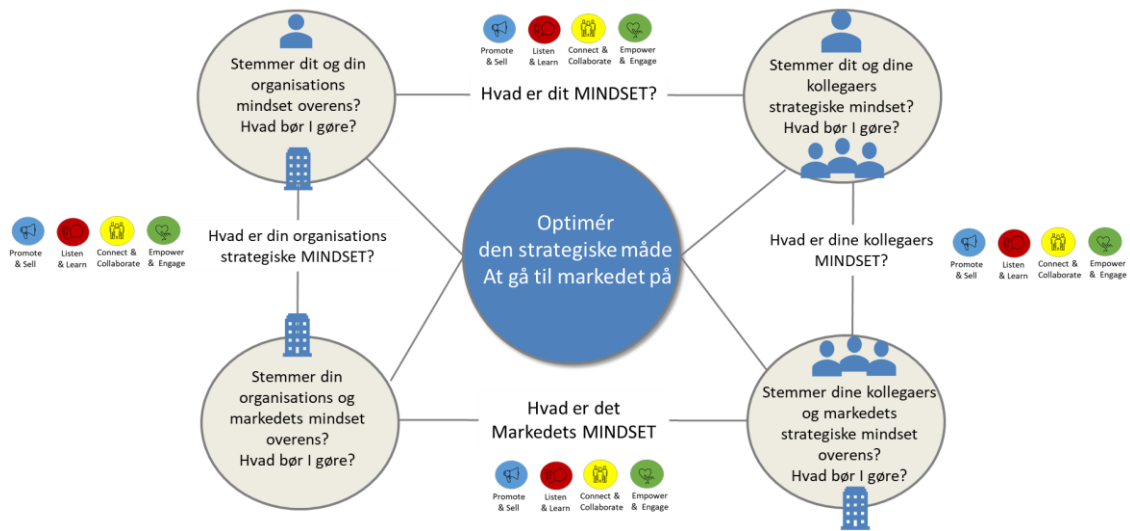 Stemmer dit og din
organisations
mindset overens?
Hvad bør I gøre?
Promote
& Sell
Listen
& Learn
Connect &
Collaborate
Empower
& Engage
Hvad er dit MINDSET?
Stemmer dit og dine
kollegaers
strategiske mindset?
Hvad bør I gøre?
Promote
& Sell
Listen
& Learn
Connect &
Collaborate
Empower
& Engage
Hvad er din organisations
strategiske MINDSET?
Optimér
den strategiske måde
At gå til markedet på
Hvad er dine kollegaers
MINDSET?
Promote
& Sell
Listen
& Learn
Connect &
Collaborate
Empower
& Engage
Stemmer din
organisations og
markedets mindset
overens?
Hvad bør I gøre?
Hvad er det
Markedets MINDSET
Promote
& Sell
Listen
& Learn
Connect &
Collaborate
Empower
& Engage
Stemmer dine kollegaers
og markedets
strategiske mindset
overens?
Hvad bør I gøre?